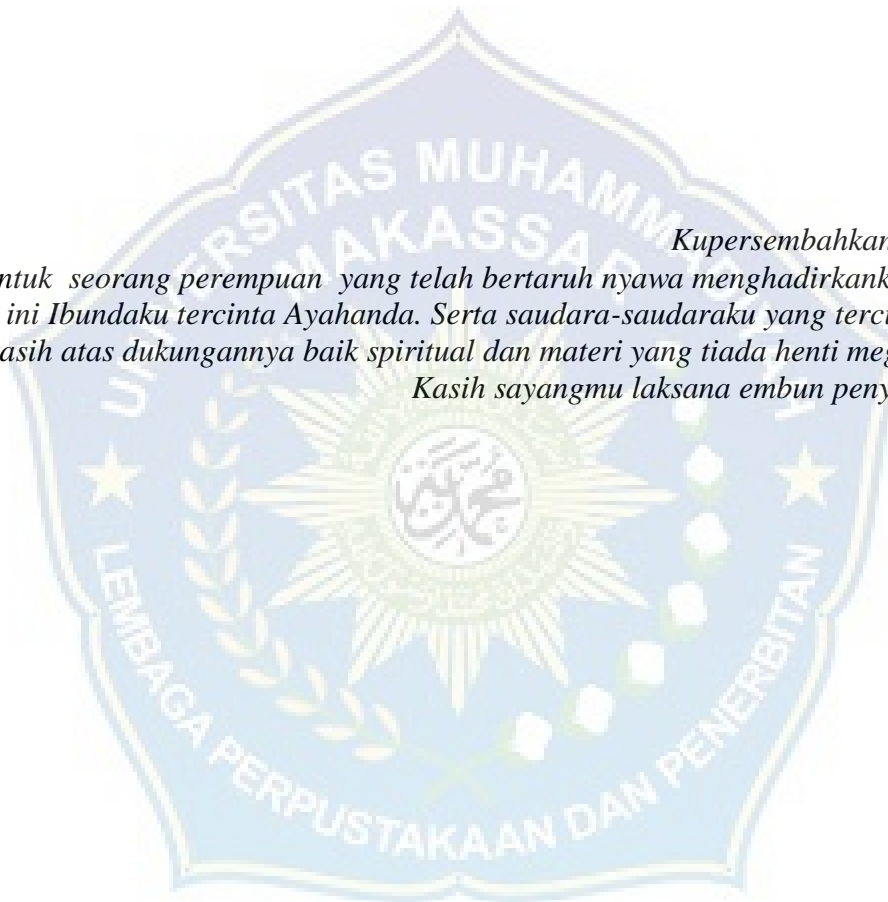 UNIVERSITAS MUHAMMADIYAH
MAKASSAR
Kupersembahkan
ntuk seorang perempuan yang telah bertaruh nyawa menghadirkank
ini Ibundaku tercinta Ayahanda. Serta saudara-saudaraku yang terci
asih atas dukungannya baik spiritual dan materi yang tiada henti meg
Kasih sayangmu laksana embun peny
LEMBAGA PERPUSTAKAAN DAN PENERBITAN